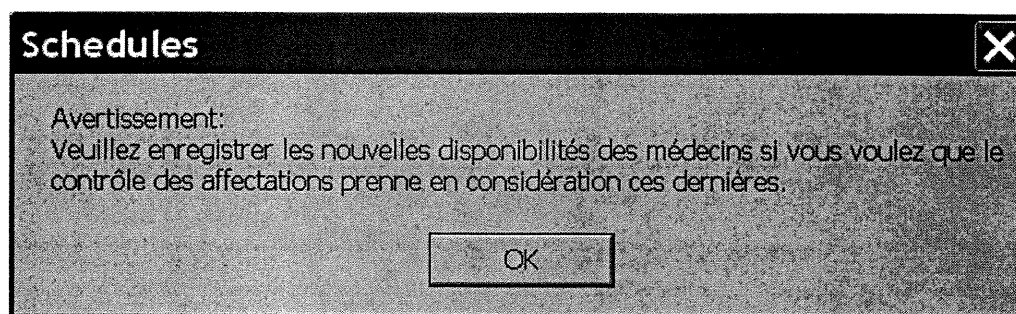 Schedules
Avertissement:
Veuillez enregistrer les nouvelles disponibilités des médecins si vous voulez que le
contrôle des affectations prenne en considération ces dernières.
OK